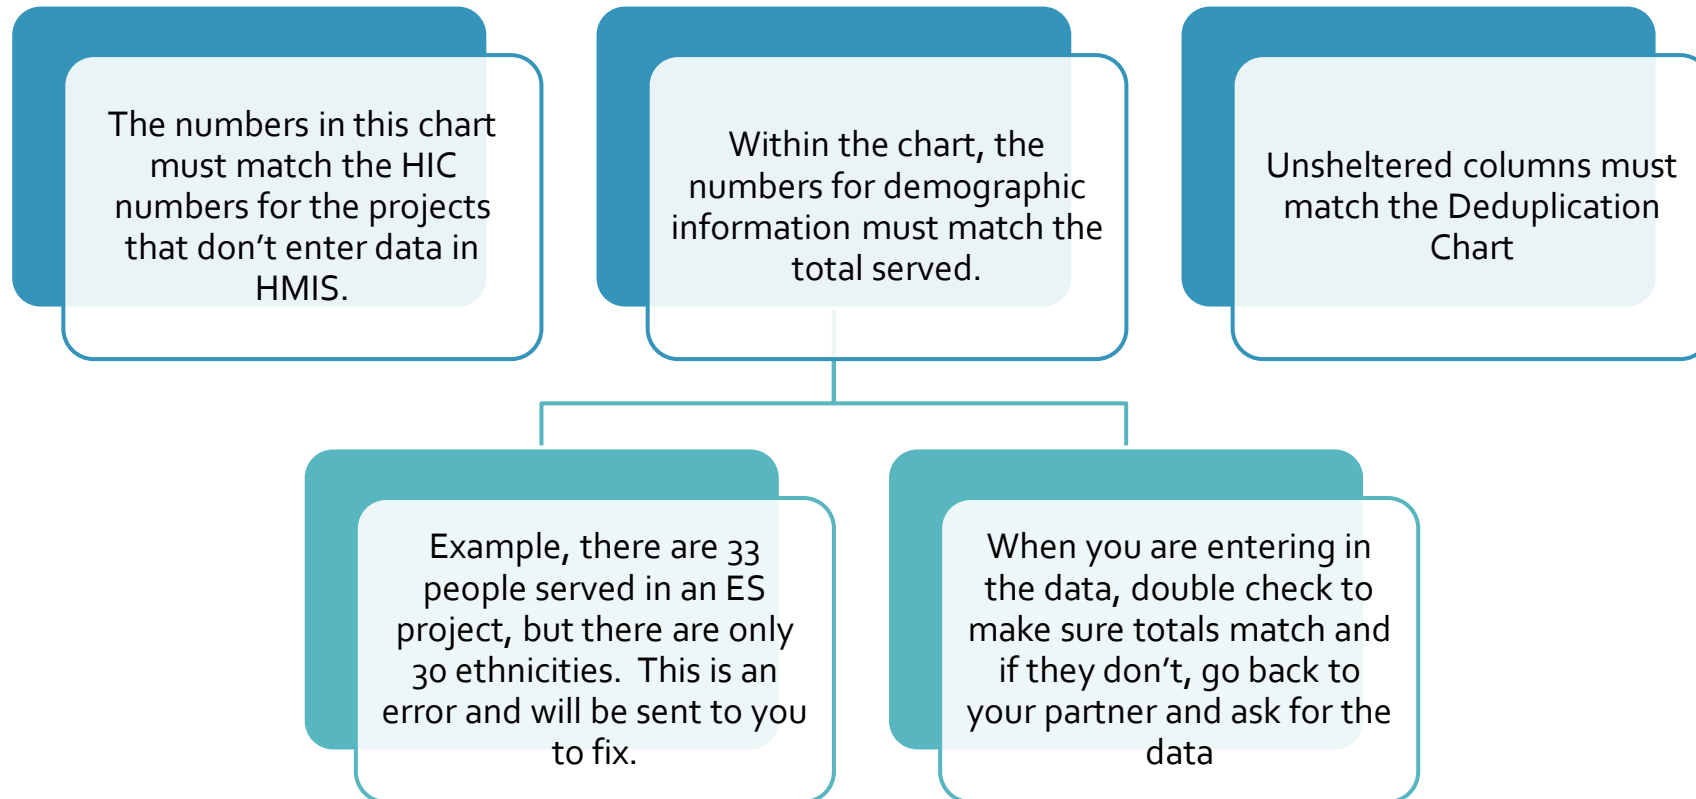 The numbers in this chart
must match the HIC
numbers for the projects
that don’t enter data in
HMIS.
Within the chart, the
numbers for demographic
information must match the
total served.
Unsheltered columns must
match the Deduplication
Chart
Example, there are 33
people served in an ES
project, but there are only
30 ethnicities.  This is an
error and will be sent to you
to fix.
When you are entering in
the data, double check to
make sure totals match and
if they don’t, go back to
your partner and ask for the
data